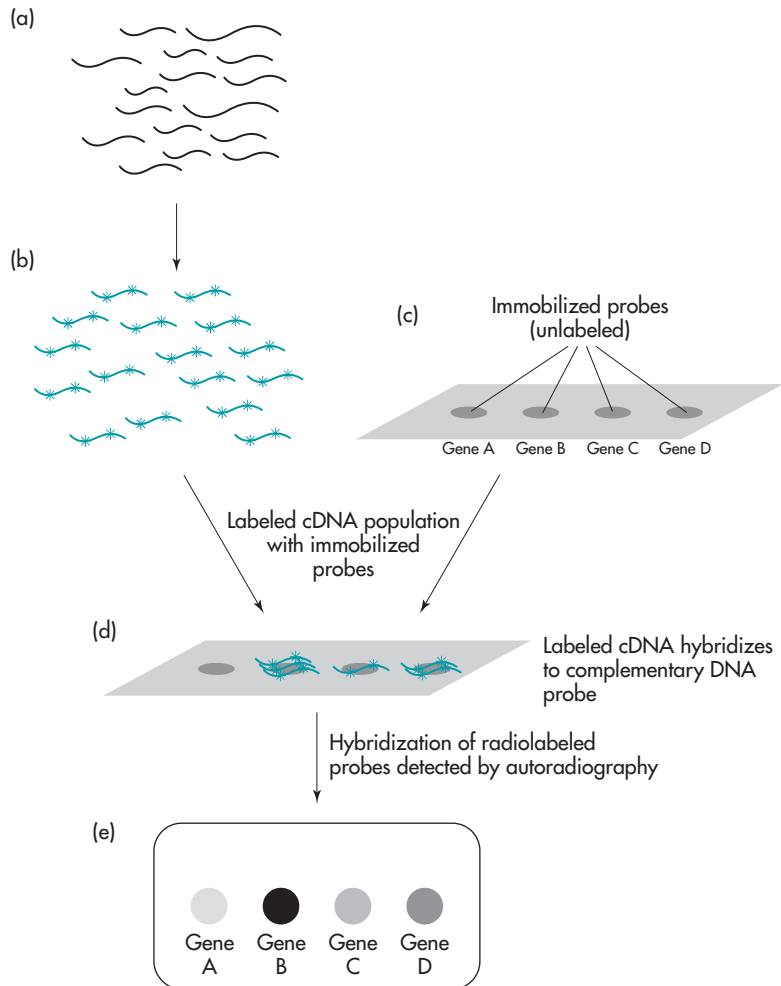 (a)
(b)
(c)
Immobilized probes
(unlabeled)
Gene A Gene B Gene C Gene D
Labeled cDNA population
with immobilized
probes
(d)
Labeled cDNA hybridizes
to complementary DNA
probe
Hybridization of radiolabeled
probes detected by autoradiography
(e)
Gene Gene Gene Gene
A B C D